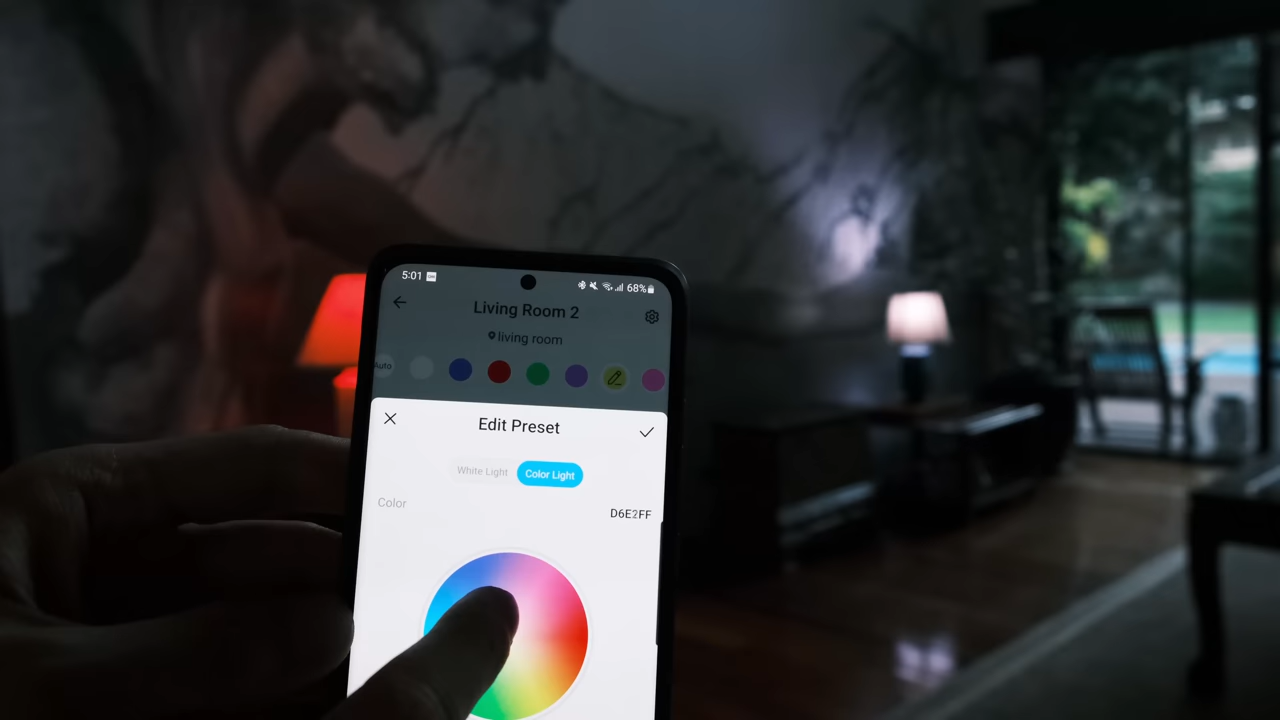 5:01
68%
Living Room 2
living room
Auto
Edit Preset
White Light
Color Light
Color
D6E2FF